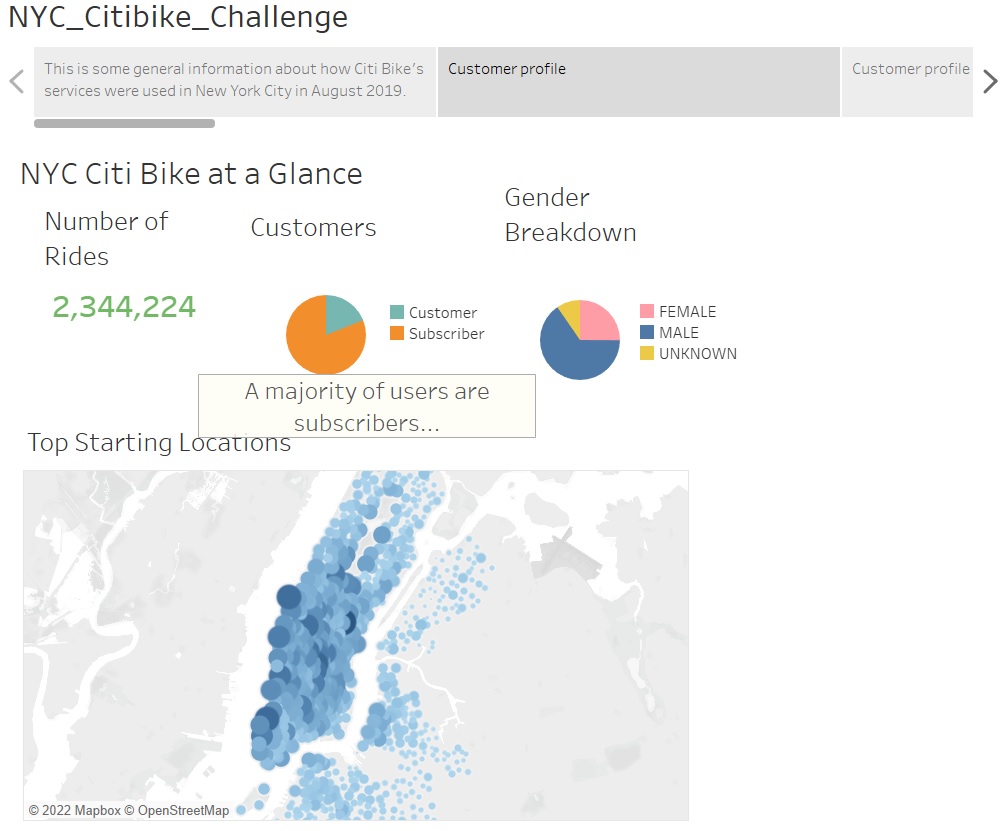 NYC_Citibike_Challenge
This is some general information about how Citi Bike's
services were used in New York City in August 2019.
Customer profile
Customer profile
NYC Citi Bike at a Glance
Number of
Rides
2,344,224
Customers
Customer
Subscriber
Gender
Breakdown
FEMALE
MALE
UNKNOWN
A majority of users are
subscribers...
Top Starting Locations
© 2022 Mapbox © OpenStreetMap